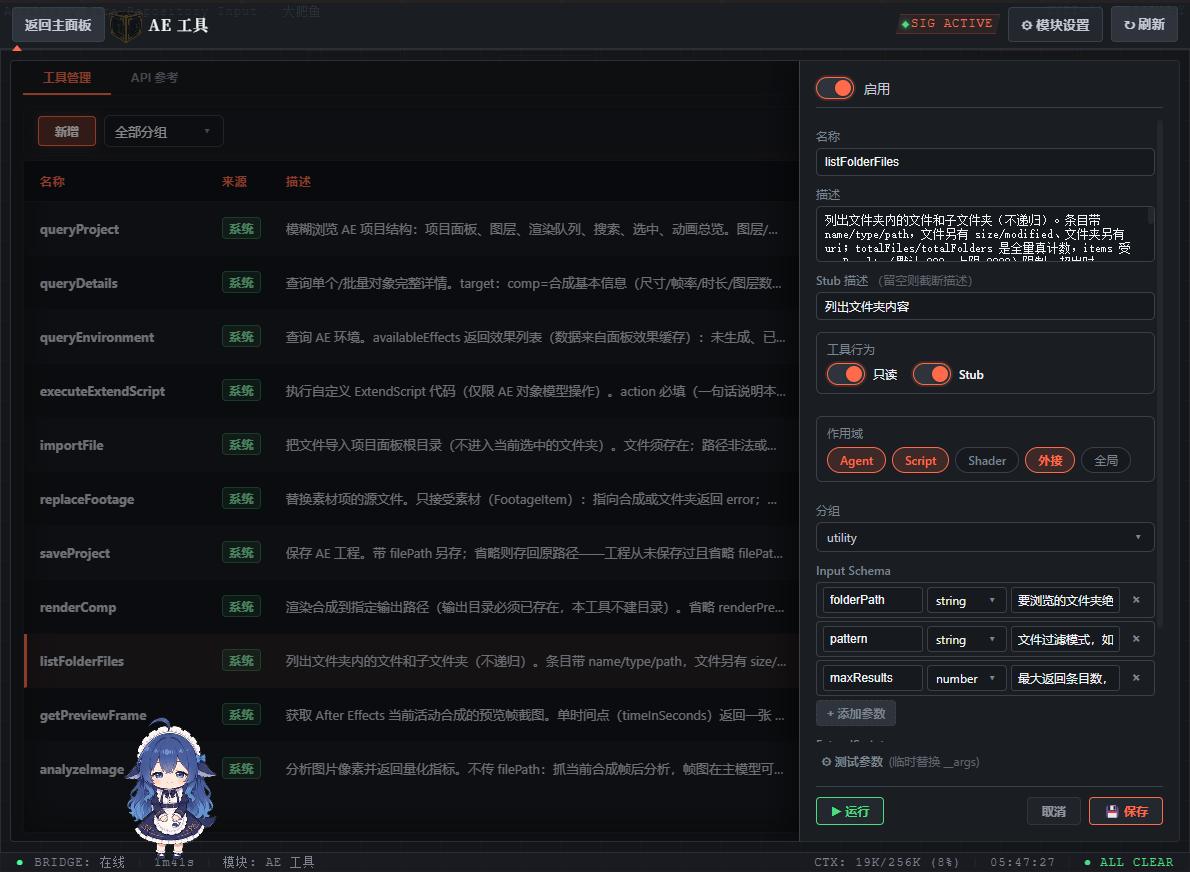 返回主面板
AE 工具
SIG ACTIVE
模块设置
刷新
工具管理
API 参考
新增
全部分组
名称
来源
描述
queryProject
系统
模糊浏览 AE 项目结构：项目面板、图层、渲染队列、搜索、选中、动画总览。图层/...
queryDetails
系统
查询单个/批量对象完整详情。target：comp=合成基本信息（尺寸/帧率/时长/图层数...
queryEnvironment
系统
查询 AE 环境。availableEffects 返回效果列表（数据来自面板效果缓存）：未生成、已...
executeExtendScript
系统
执行自定义 ExtendScript 代码（仅限 AE 对象模型操作）。action 必填（一句话说明本...
importFile
系统
把文件导入项目面板根目录（不进入当前选中的文件夹）。文件须存在；路径非法或...
replaceFootage
系统
替换素材项的源文件。只接受素材（FootageItem）：指向合成或文件夹返回 error；...
saveProject
系统
保存 AE 工程。带 filePath 另存；省略则存回原路径——工程从未保存过且省略 filePat...
renderComp
系统
渲染合成到指定输出路径（输出目录必须已存在，本工具不建目录）。省略 renderPre...
listFolderFiles
系统
列出文件夹内的文件和子文件夹（不递归）。条目带 name/type/path，文件另有 size/...
getPreviewFrame
系统
获取 After Effects 当前活动合成的预览帧截图。单时间点（timeInSeconds）返回一张 ...
analyzeImage
系统
分析图片像素并返回量化指标。不传 filePath：抓当前合成帧后分析，帧图在主模型可...
启用
名称
listFolderFiles
描述
列出文件夹内的文件和子文件夹（不递归）。条目带
name/type/path，文件另有 size/modified、文件夹另有
uri；totalFiles/totalFolders 是全量真计数，items 受
Stub 描述 （留空则截断描述）
列出文件夹内容
工具行为
只读
Stub
作用域
Agent
Script
Shader
外接
全局
分组
utility
Input Schema
folderPath
string
要浏览的文件夹绝
×
pattern
string
文件过滤模式，如
×
maxResults
number
最大返回条目数，
×
+ 添加参数
测试参数 (临时替换 __args)
运行
取消
保存
BRIDGE: 在线
1m41s
模块: AE 工具
CTX: 19K/256K (8%)
05:47:27
ALL CLEAR